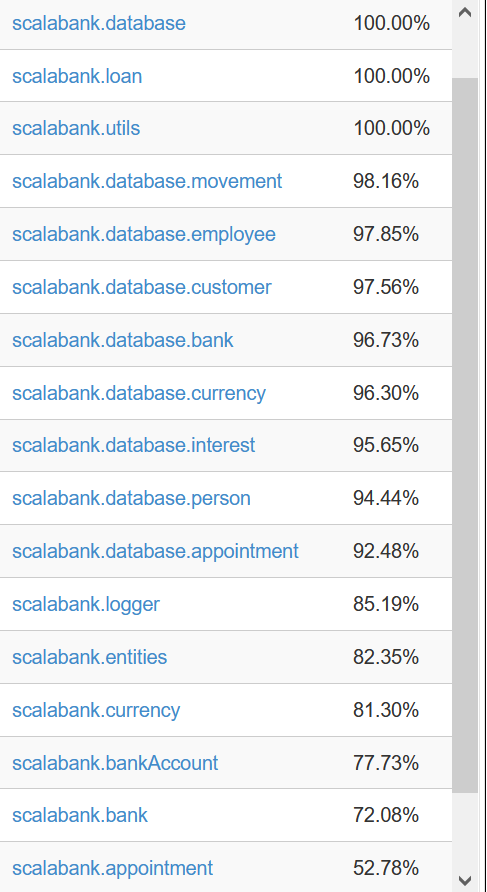 scalabank.database 100.00%
scalabank.loan 100.00%
scalabank.utils 100.00%
scalabank.database.movement 98.16%
scalabank.database.employee 97.85%
scalabank.database.customer 97.56%
scalabank.database.bank 96.73%
scalabank.database.currency 96.30%
scalabank.database.interest 95.65%
scalabank.database.person 94.44%
scalabank.database.appointment 92.48%
scalabank.logger 85.19%
scalabank.entities 82.35%
scalabank.currency 81.30%
scalabank.bankAccount 77.73%
scalabank.bank 72.08%
scalabank.appointment 52.78%